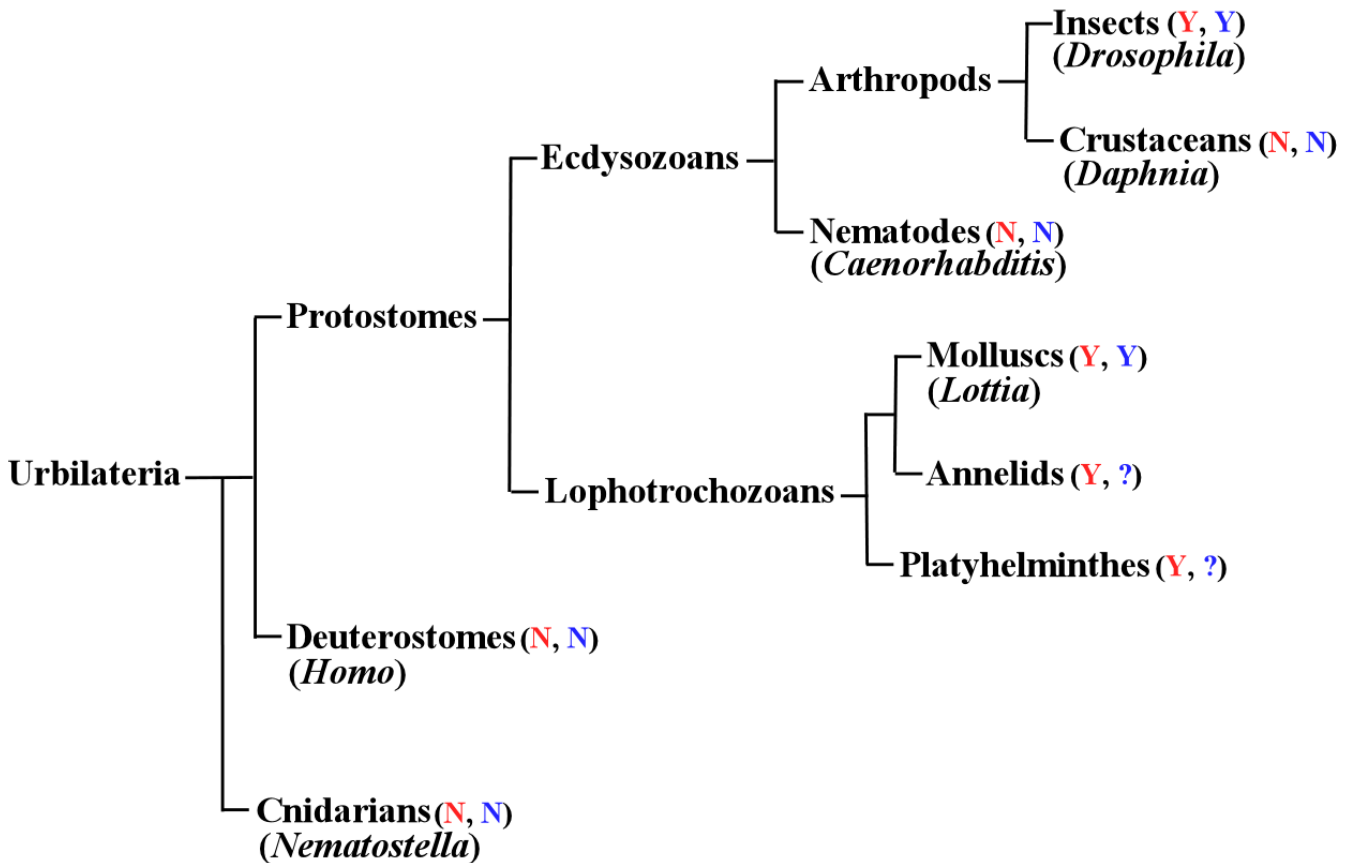 Insects (Y, Y)
(Drosophila)
Arthropods
Crustaceans (N, N)
(Daphnia)
Ecdysozoans
Nematodes (N, N)
(Caenorhabditis)
Protostomes
Molluscs (Y, Y)
(Lottia)
Annelids (Y, ?)
Lophotrochozoans
Platyhelminthes (Y, ?)
Urbilateria
Deuterostomes (N, N)
(Homo)
Cnidarians (N, N)
(Nematostella)